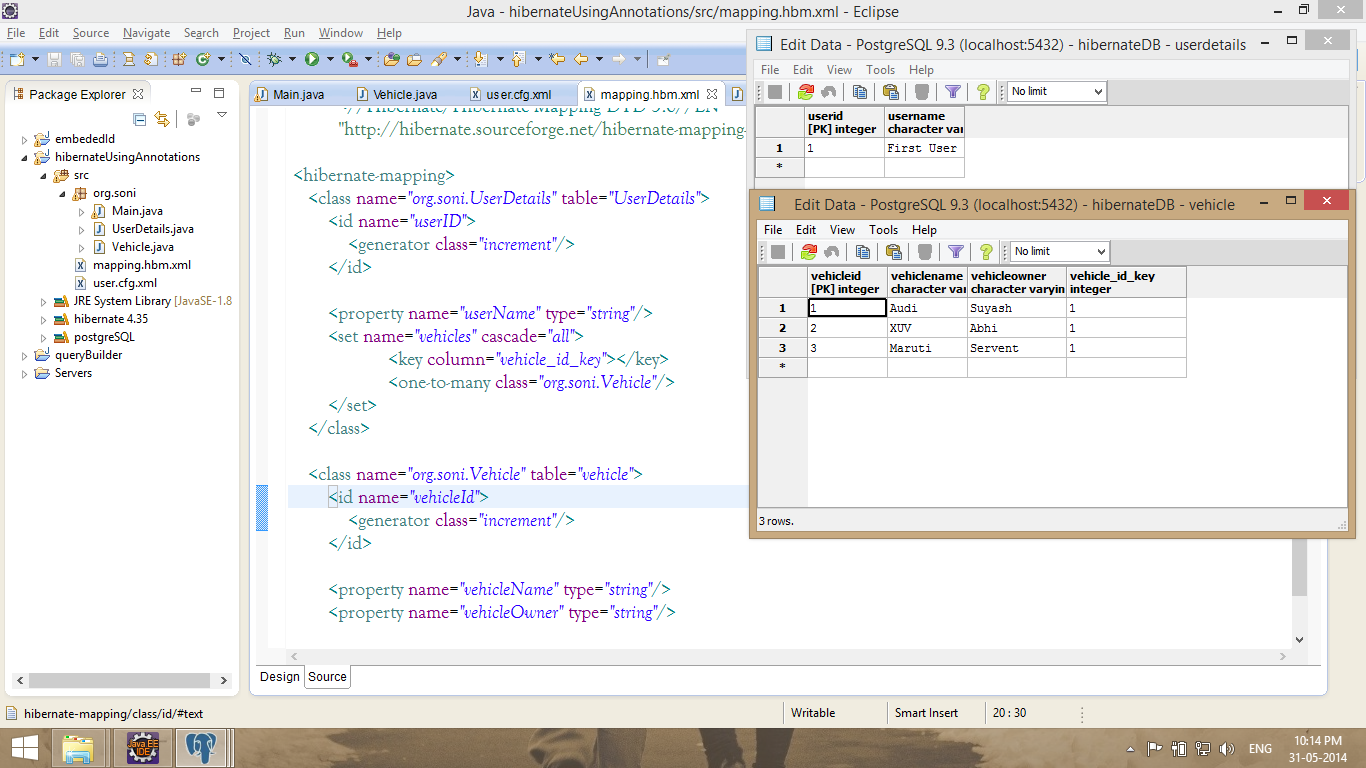 Java - hibernateUsingAnnotations/src/mapping.hbm.xml - Eclipse
File Edit Source Navigate Search Project Run Window Help
Package Explorer
embededId
hibernateUsingAnnotations
src
org.soni
Main.java
UserDetails.java
Vehicle.java
mapping.hbm.xml
user.cfg.xml
JRE System Library [JavaSE-1.8
hibernate 4.35
postgreSQL
queryBuilder
Servers
Main.java Vehicle.java user.cfg.xml mapping.hbm.xml
"http://hibernate.sourceforge.net/hibernate-mapping-
<hibernate-mapping>
<class name="org.soni.UserDetails" table="UserDetails">
<id name="userID">
<generator class="increment"/>
</id>
<property name="userName" type="string"/>
<set name="vehicles" cascade="all">
<key column="vehicle_id_key"></key>
<one-to-many class="org.soni.Vehicle"/>
</set>
</class>
<class name="org.soni.Vehicle" table="vehicle">
<id name="vehicleId">
<generator class="increment"/>
</id>
<property name="vehicleName" type="string"/>
<property name="vehicleOwner" type="string"/>
Design Source
Edit Data - PostgreSQL 9.3 (localhost:5432) - hibernateDB - userdetails
File Edit View Tools Help
No limit
userid username
[PK] integer character var
1 1 First User
*
Edit Data - PostgreSQL 9.3 (localhost:5432) - hibernateDB - vehicle
File Edit View Tools Help
No limit
vehicleid vehiclename vehicleowner vehicle_id_key
[PK] integer character var character varyin integer
1 1 Audi Suyash 1
2 2 XUV Abhi 1
3 3 Maruti Servent 1
*
3 rows.
hibernate-mapping/class/id/#text Writable Smart Insert 20 : 30
Java EE
IDE
ENG
10:14 PM
31-05-2014